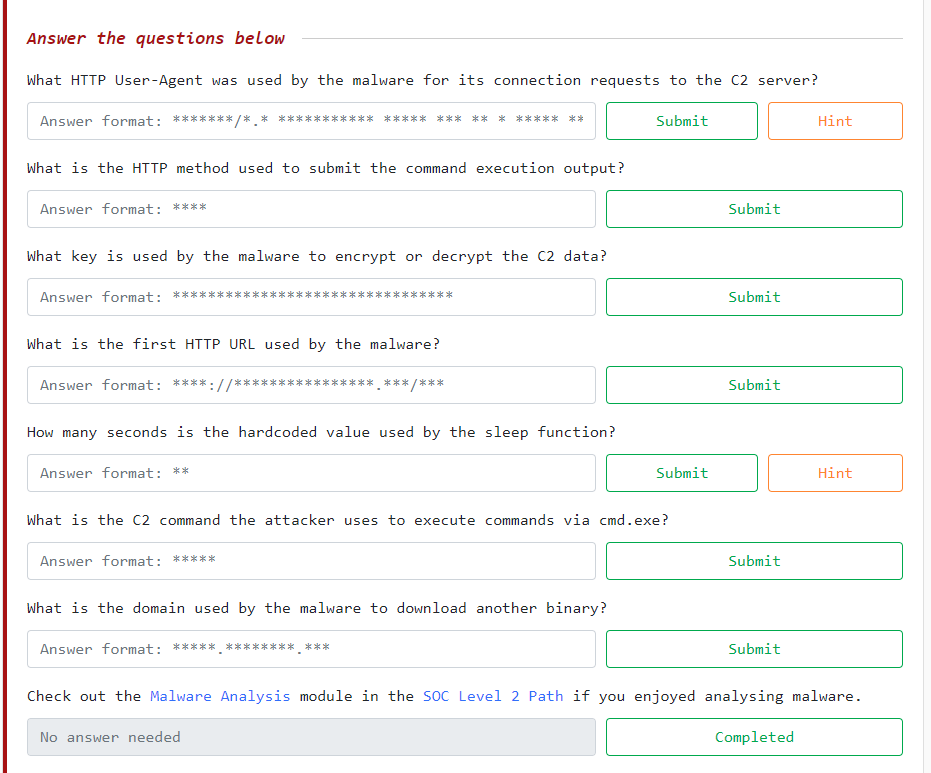 Answer the questions below
What HTTP User-Agent was used by the malware for its connection requests to the C2 server?
Answer format: *******/*.* *********** ***** *** ** * ***** ** Submit Hint
What is the HTTP method used to submit the command execution output?
Answer format: **** Submit
What key is used by the malware to encrypt or decrypt the C2 data?
Answer format: ******************************** Submit
What is the first HTTP URL used by the malware?
Answer format: ****://****************.***/*** Submit
How many seconds is the hardcoded value used by the sleep function?
Answer format: ** Submit Hint
What is the C2 command the attacker uses to execute commands via cmd.exe?
Answer format: ***** Submit
What is the domain used by the malware to download another binary?
Answer format: *****.********.*** Submit
Check out the Malware Analysis module in the SOC Level 2 Path if you enjoyed analysing malware.
No answer needed Completed